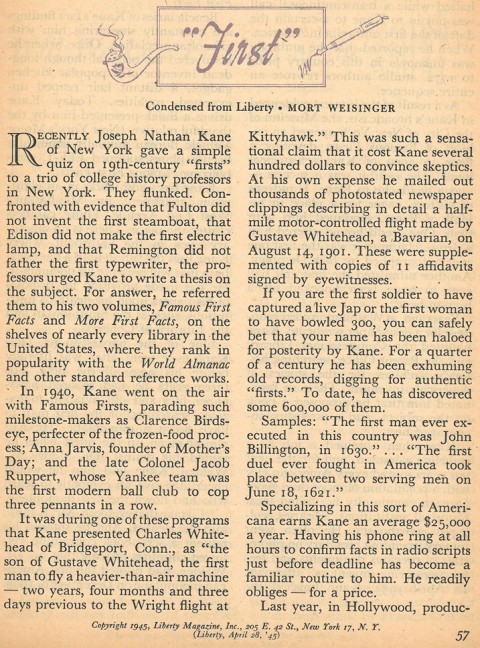 "First"
Condensed from Liberty • MORT WEISINGER
RECENTLY Joseph Nathan Kane
of New York gave a simple
quiz on 19th-century “firsts”
to a trio of college history professors
in New York. They flunked. Con-
fronted with evidence that Fulton did
not invent the first steamboat, that
Edison did not make the first electric
lamp, and that Remington did not
father the first typewriter, the pro-
fessors urged Kane to write a thesis on
the subject. For answer, he referred
them to his two volumes, Famous First
Facts and More First Facts, on the
shelves of nearly every library in the
United States, where they rank in
popularity with the World Almanac
and other standard reference works.
In 1940, Kane went on the air
with Famous Firsts, parading such
milestone-makers as Clarence Birds-
eye, perfecter of the frozen-food proc-
ess; Anna Jarvis, founder of Mother's
Day; and the late Colonel Jacob
Ruppert, whose Yankee team was
the first modern ball club to cop
three pennants in a row.
It was during one of these programs
that Kane presented Charles White-
head of Bridgeport, Conn., as “the
son of Gustave Whitehead, the first
man to fly a heavier-than-air machine
— two years, four months and three
days previous to the Wright flight at
Kittyhawk.” This was such a sensa-
tional claim that it cost Kane several
hundred dollars to convince skeptics.
At his own expense he mailed out
thousands of photostated newspaper
clippings describing in detail a half-
mile motor-controlled flight made by
Gustave Whitehead, a Bavarian, on
August 14, 1901. These were supple-
mented with copies of 11 affidavits
signed by eyewitnesses.
If you are the first soldier to have
captured a live Jap or the first woman
to have bowled 300, you can safely
bet that your name has been haloed
for posterity by Kane. For a quarter
of a century he has been exhuming
old records, digging for authentic
“firsts.” To date, he has discovered
some 600,000 of them.
Samples: “The first man ever ex-
ecuted in this country was John
Billington, in 1630.” . . . “The first
duel ever fought in America took
place between two serving men on
June 18, 1621.”
Specializing in this sort of Ameri-
cana earns Kane an average $25,000
a year. Having his phone ring at all
hours to confirm facts in radio scripts
just before deadline has become a
familiar routine to him. He readily
obliges — for a price.
Last year, in Hollywood, produc-
Copyright 1945, Liberty Magazine, Inc., 205 E. 42 St., New York 17, N. Y.
(Liberty, April 28, '45)
57